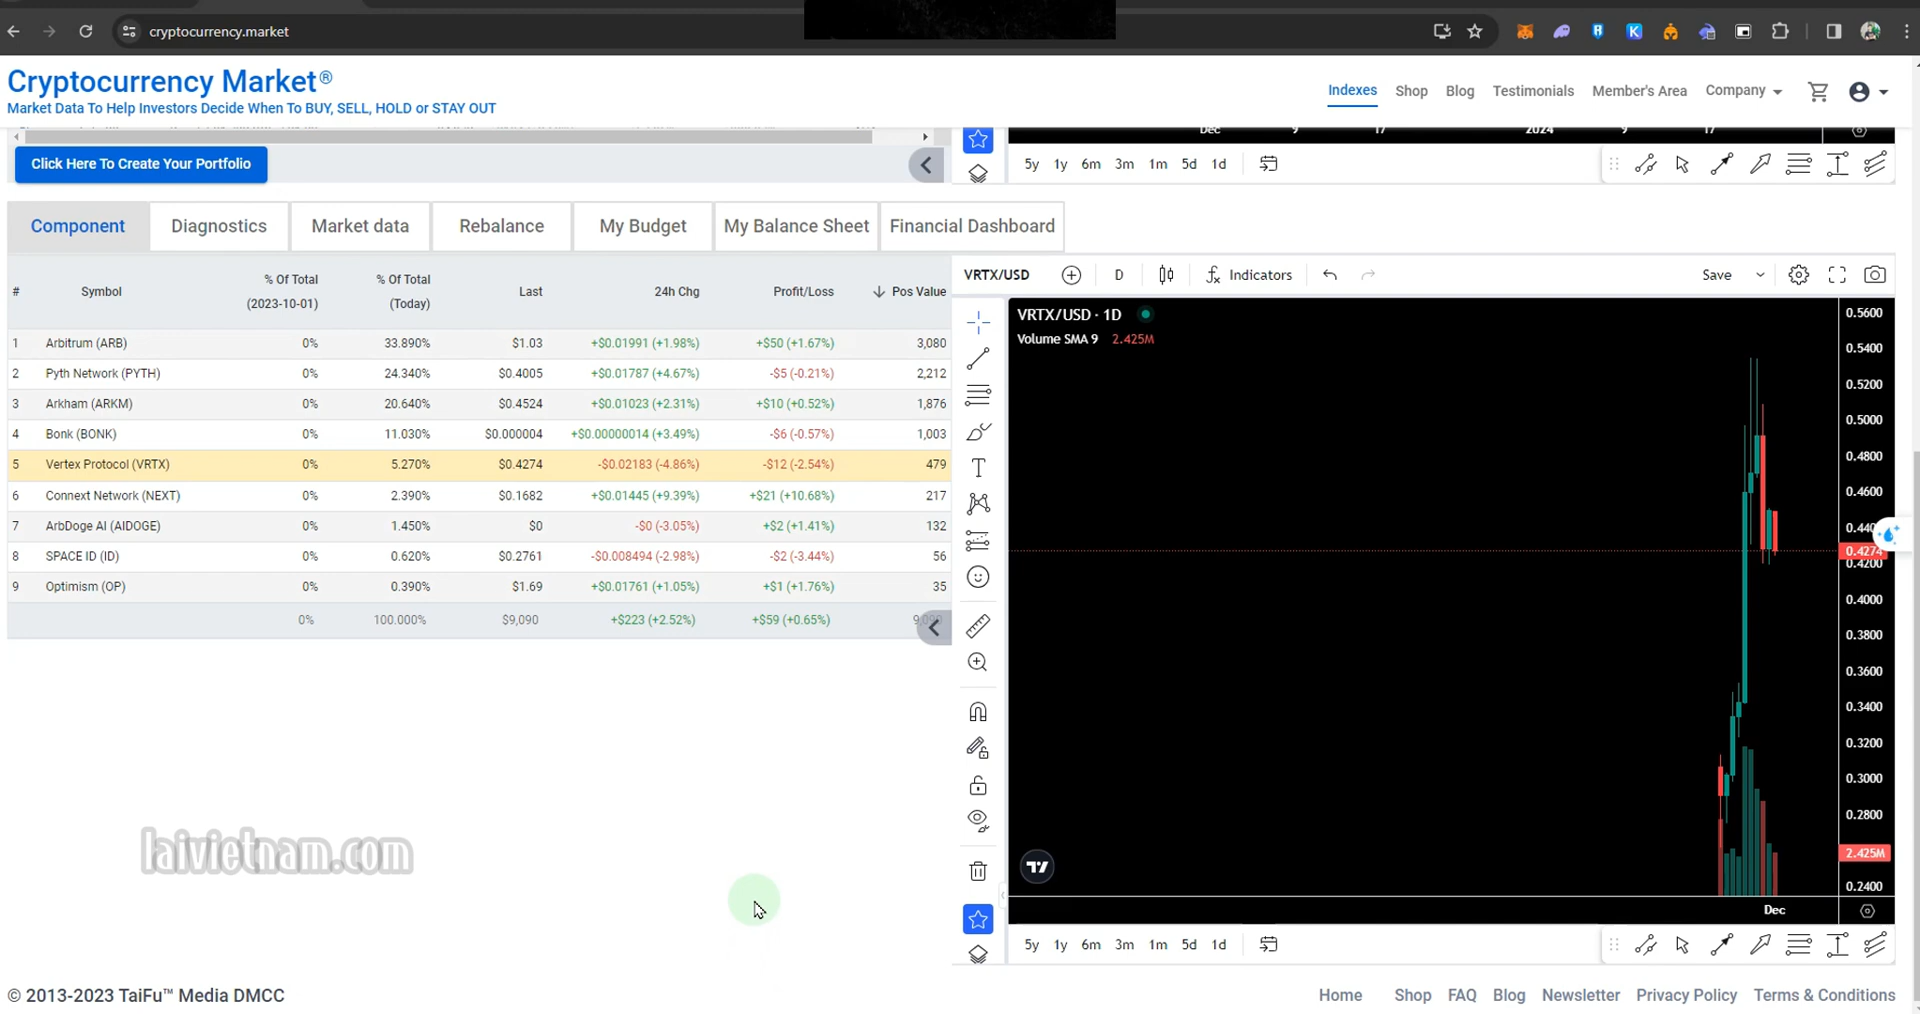 cryptocurrency.market
Cryptocurrency Market®
Market Data To Help Investors Decide When To BUY, SELL, HOLD or STAY OUT
Indexes Shop Blog Testimonials Member's Area Company
Dec 9 17 2024 9 17
Click Here To Create Your Portfolio
5y 1y 6m 3m 1m 5d 1d
Component Diagnostics Market data Rebalance My Budget My Balance Sheet Financial Dashboard
# Symbol % Of Total (2023-10-01) % Of Total (Today) Last 24h Chg Profit/Loss Pos Value
1 Arbitrum (ARB) 0% 33.890% $1.03 +$0.01991 (+1.98%) +$50 (+1.67%) 3,080
2 Pyth Network (PYTH) 0% 24.340% $0.4005 +$0.01787 (+4.67%) -$5 (-0.21%) 2,212
3 Arkham (ARKM) 0% 20.640% $0.4524 +$0.01023 (+2.31%) +$10 (+0.52%) 1,876
4 Bonk (BONK) 0% 11.030% $0.000004 +$0.00000014 (+3.49%) -$6 (-0.57%) 1,003
5 Vertex Protocol (VRTX) 0% 5.270% $0.4274 -$0.02183 (-4.86%) -$12 (-2.54%) 479
6 Connext Network (NEXT) 0% 2.390% $0.1682 +$0.01445 (+9.39%) +$21 (+10.68%) 217
7 ArbDoge AI (AIDOGE) 0% 1.450% $0 -$0 (-3.05%) +$2 (+1.41%) 132
8 SPACE ID (ID) 0% 0.620% $0.2761 -$0.008494 (-2.98%) -$2 (-3.44%) 56
9 Optimism (OP) 0% 0.390% $1.69 +$0.01761 (+1.05%) +$1 (+1.76%) 35
0% 100.000% $9,090 +$223 (+2.52%) +$59 (+0.65%)
VRTX/USD D Indicators Save
VRTX/USD · 1D
Volume SMA 9 2.425M
0.5600
0.5400
0.5200
0.5000
0.4800
0.4600
0.4274
0.4200
0.4000
0.3800
0.3600
0.3400
0.3200
0.3000
0.2800
2.425M
0.2400
Dec
5y 1y 6m 3m 1m 5d 1d
laivietnam.com
© 2013-2023 TaiFu™ Media DMCC
Home Shop FAQ Blog Newsletter Privacy Policy Terms & Conditions